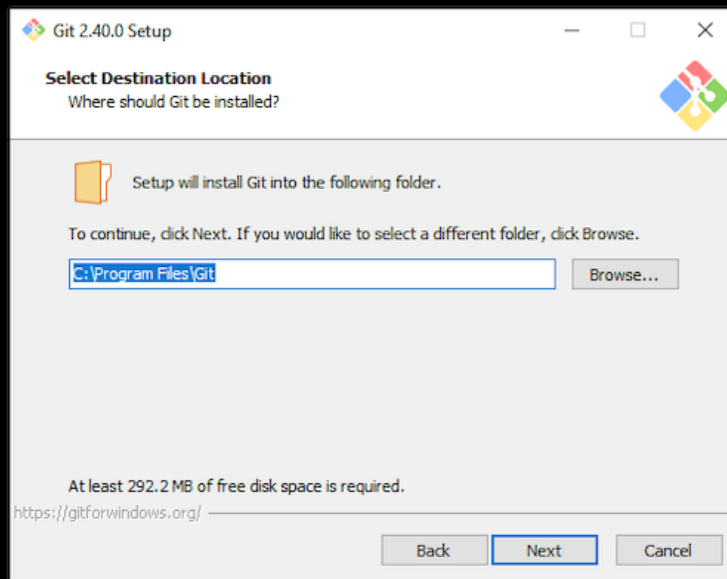 Git 2.40.0 Setup
Select Destination Location
Where should Git be installed?
Setup will install Git into the following folder.
To continue, click Next. If you would like to select a different folder, click Browse.
C:\Program Files\Git
Browse...
At least 292.2 MB of free disk space is required.
https://gitforwindows.org/
Back
Next
Cancel